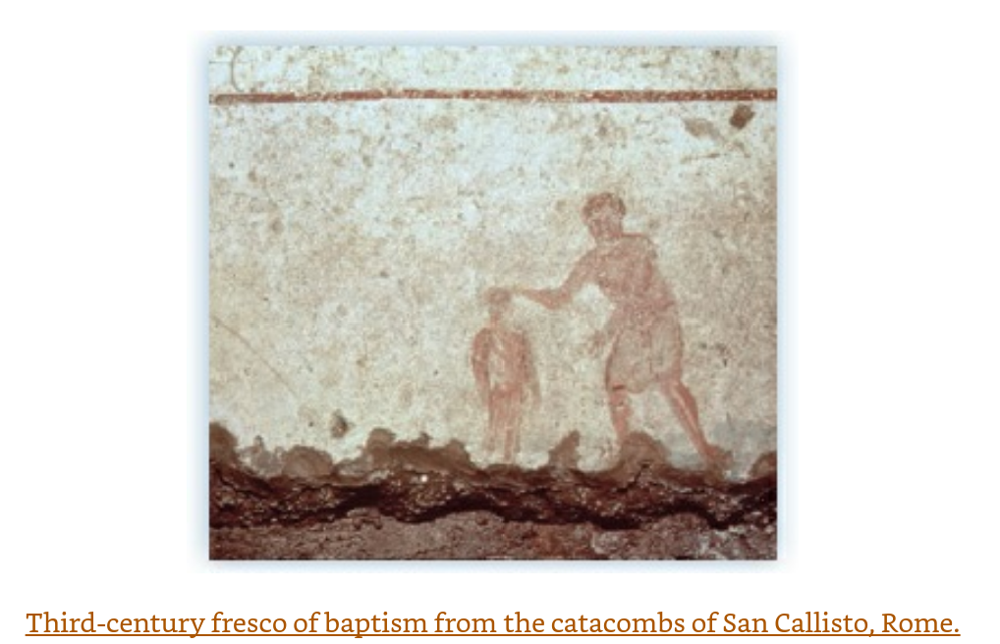 Third-century fresco of baptism from the catacombs of San Callisto, Rome.